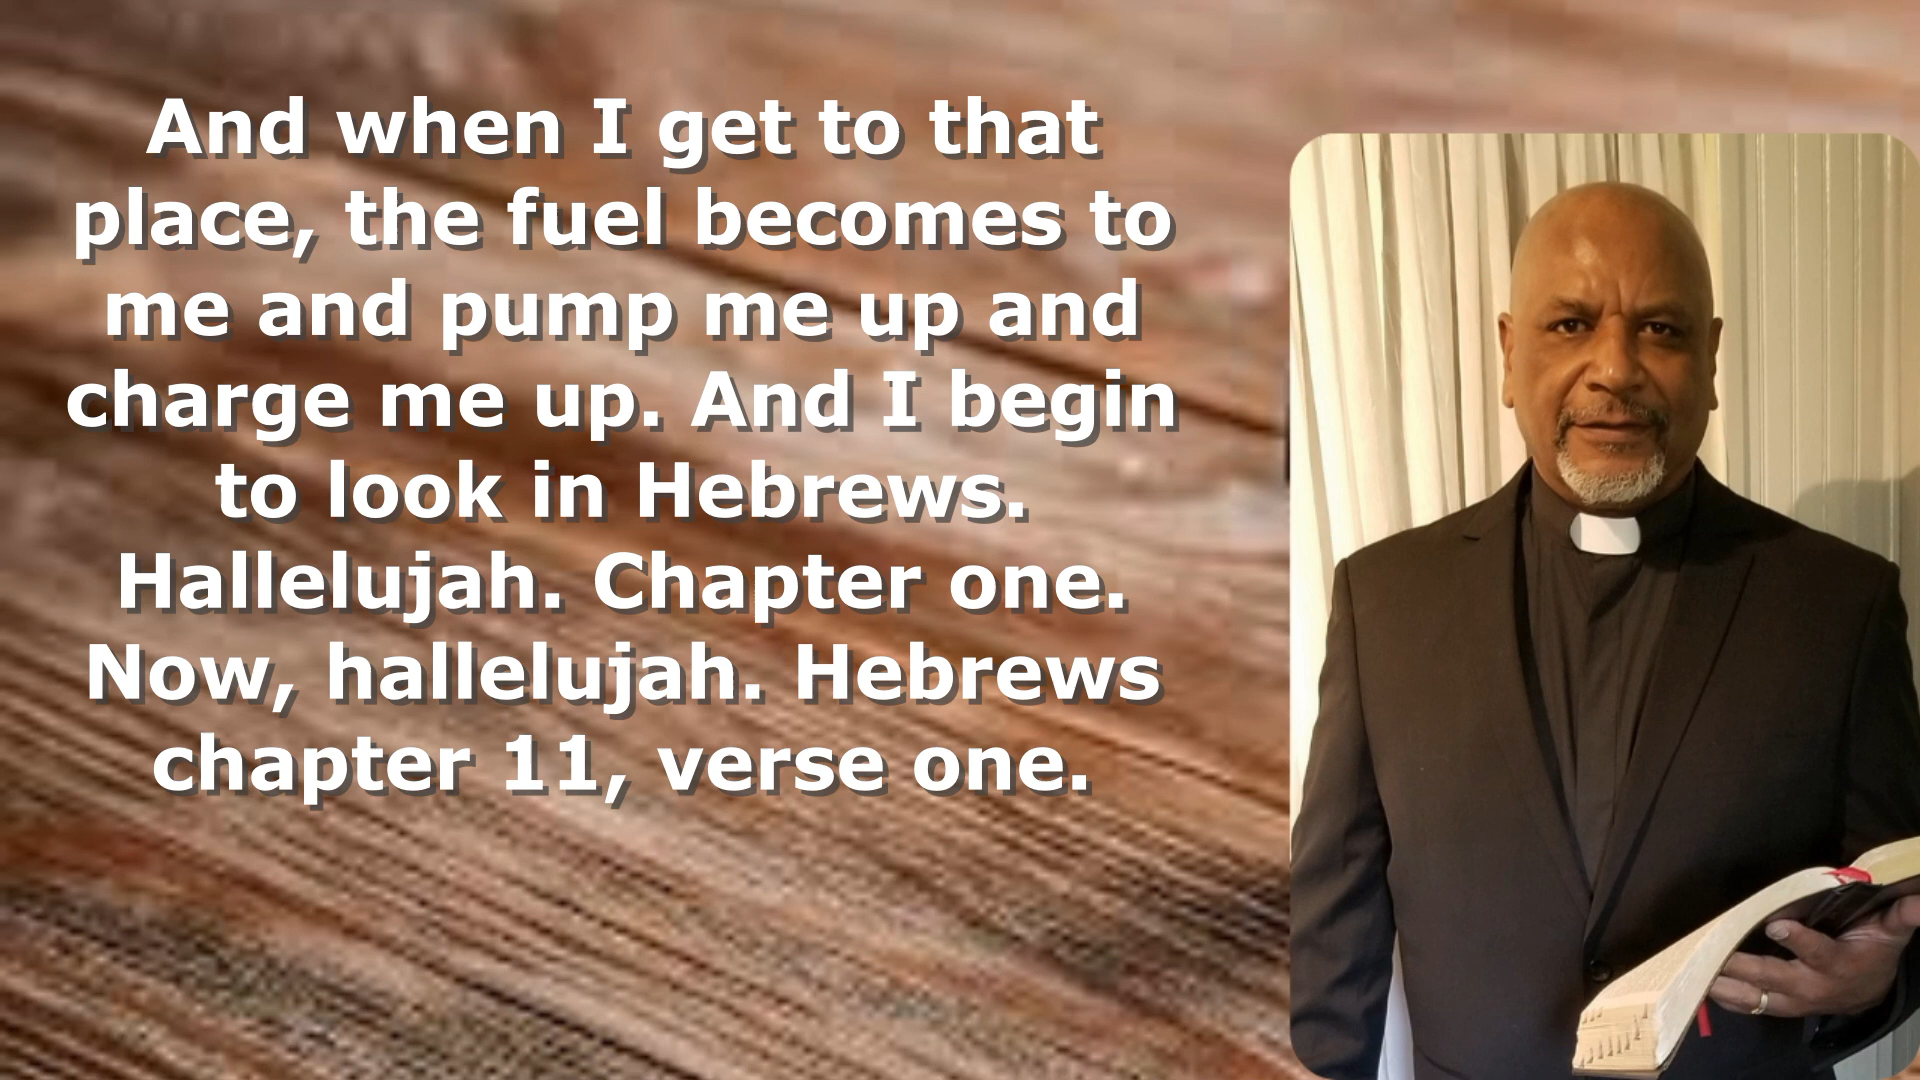 And when I get to that
place, the fuel becomes to
me and pump me up and
charge me up. And I begin
to look in Hebrews.
Hallelujah. Chapter one.
Now, hallelujah. Hebrews
chapter 11, verse one.